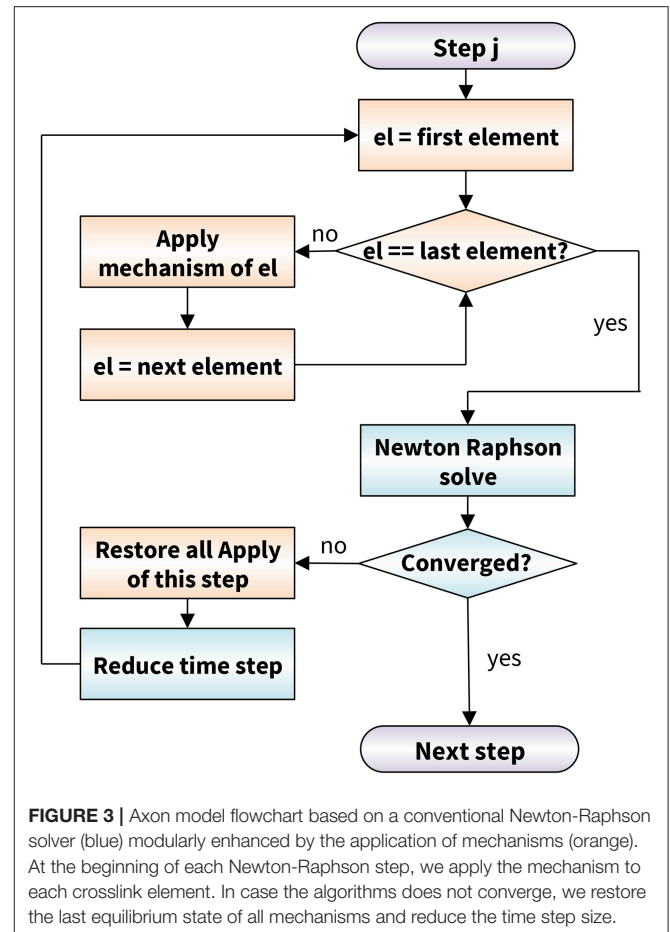 Step j
el = first element
el == last element?
no
yes
Apply
mechanism of el
el = next element
Newton Raphson
solve
Converged?
no
yes
Restore all Apply
of this step
Reduce time step
Next step
FIGURE 3 | Axon model flowchart based on a conventional Newton-Raphson
solver (blue) modularly enhanced by the application of mechanisms (orange).
At the beginning of each Newton-Raphson step, we apply the mechanism to
each crosslink element. In case the algorithms does not converge, we restore
the last equilibrium state of all mechanisms and reduce the time step size.